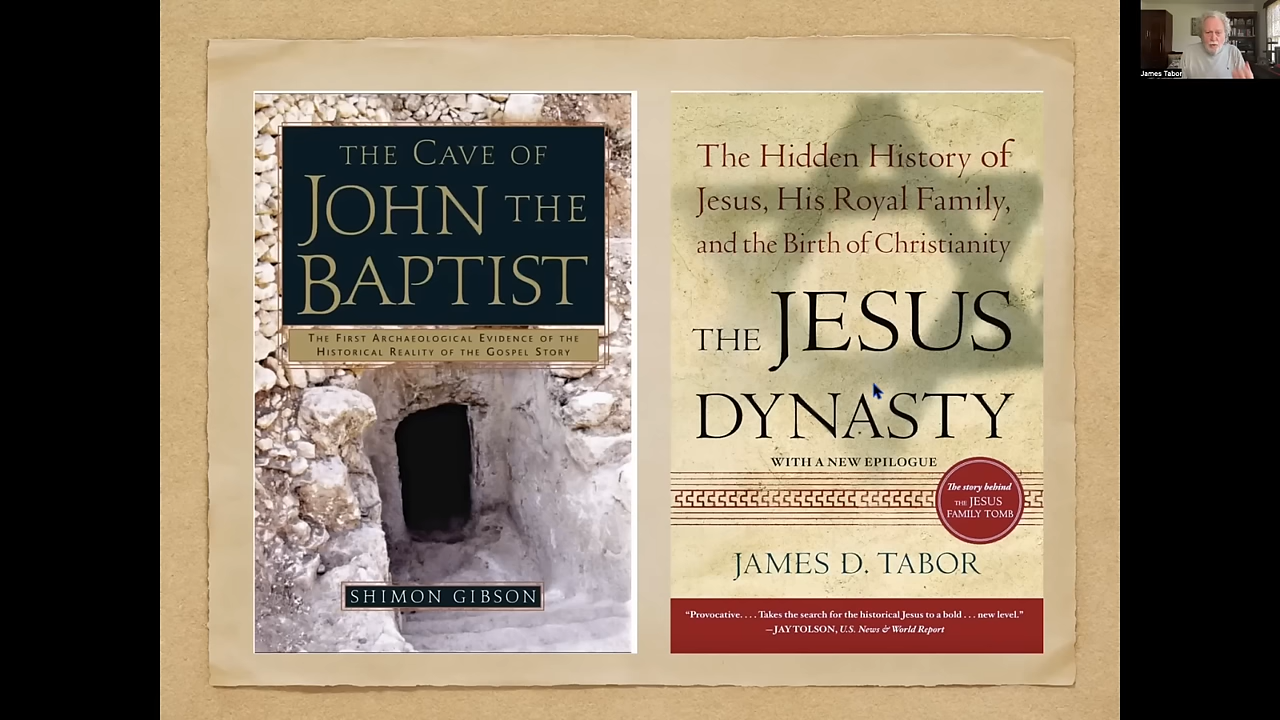 THE CAVE OF
JOHN THE
BAPTIST
THE FIRST ARCHAEOLOGICAL EVIDENCE OF THE
HISTORICAL REALITY OF THE GOSPEL STORY
SHIMON GIBSON
The Hidden History of
Jesus, His Royal Family,
and the Birth of Christianity
THE JESUS
DYNASTY
WITH A NEW EPILOGUE
The story behind
THE JESUS
FAMILY TOMB
JAMES D. TABOR
“Provocative. . . . Takes the search for the historical Jesus to a bold . . . new level.”
—JAY TOLSON, U.S. News & World Report
James Tabor